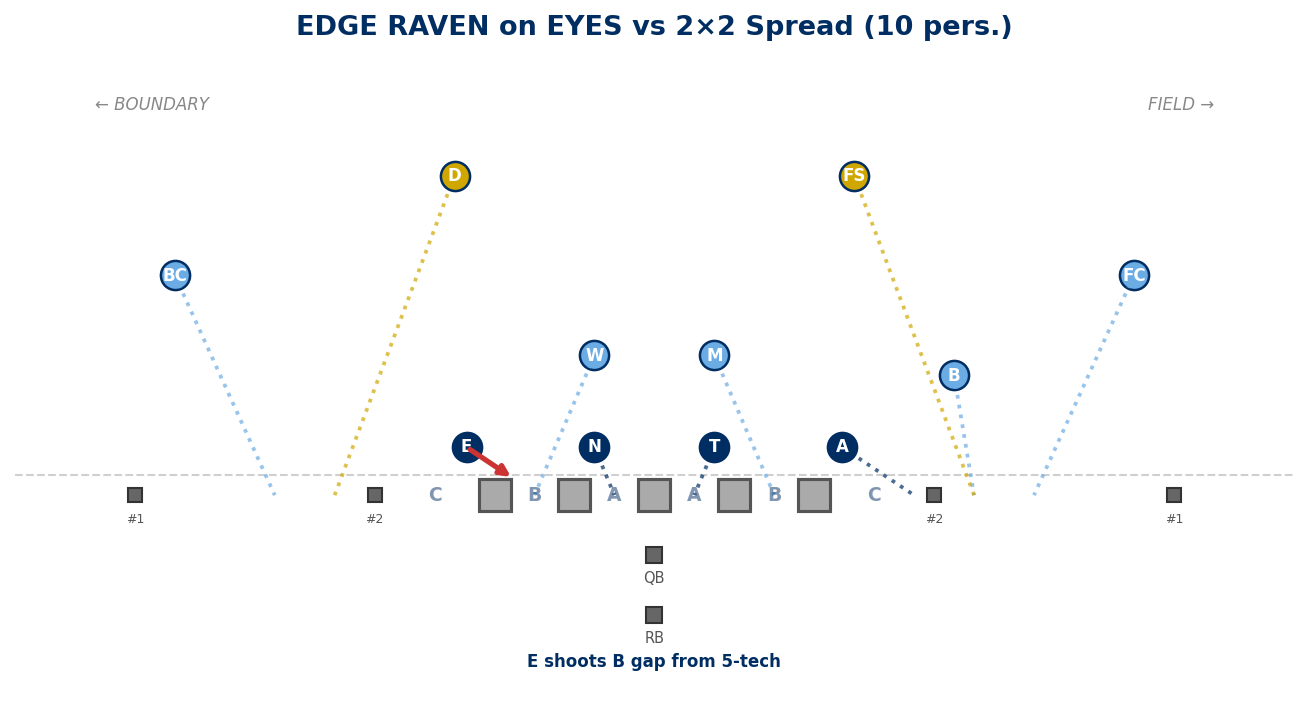 EDGE RAVEN on EYES vs 2×2 Spread (10 pers.)
← BOUNDARY
FIELD →
D
FS
BC
FC
W
M
B
E
N
T
A
C
B
A
A
B
C
#1
#2
#2
#1
QB
RB
E shoots B gap from 5-tech